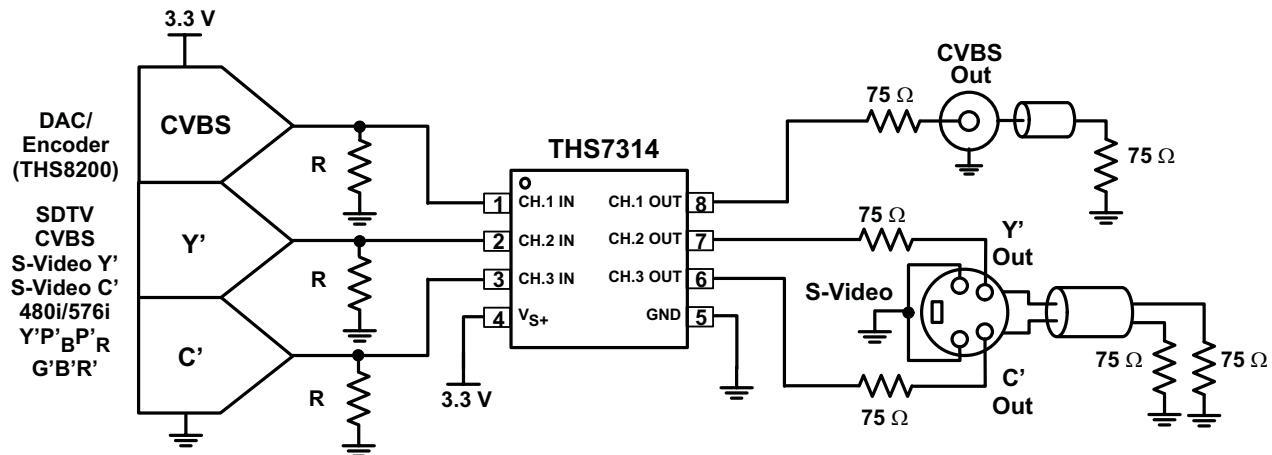 3.3 V
DAC/
Encoder
(THS8200)
SDTV
CVBS
S-Video Y'
S-Video C'
480i/576i
Y'P'BP'R
G'B'R'
CVBS
Y'
C'
R
R
R
3.3 V
THS7314
1 CH.1 IN
2 CH.2 IN
3 CH.3 IN
4 VS+
CH.1 OUT 8
CH.2 OUT 7
CH.3 OUT 6
GND 5
75 Ω
CVBS
Out
75 Ω
75 Ω
Y'
Out
S-Video
75 Ω
C'
Out
75 Ω
75 Ω